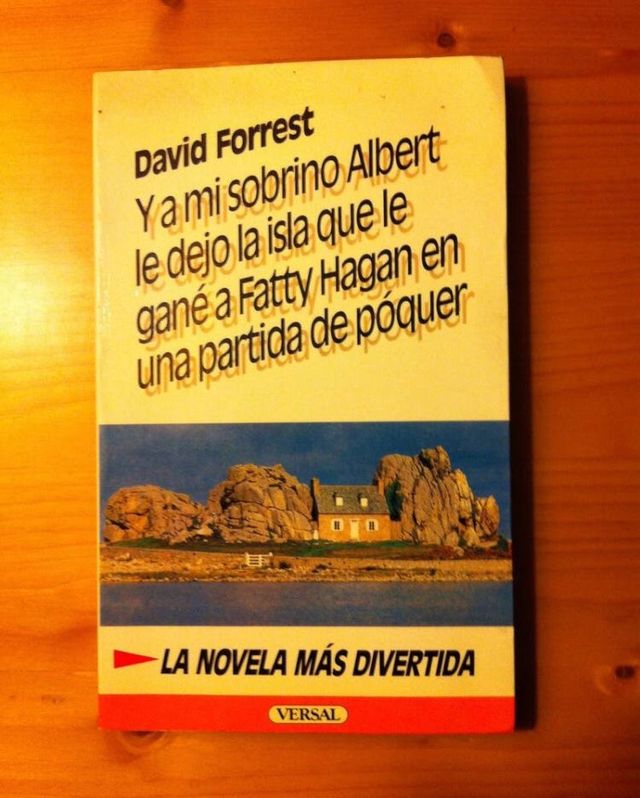 David Forrest
Y a mi sobrino Albert
le dejo la isla que le
gané a Fatty Hagan en
una partida de póquer
LA NOVELA MÁS DIVERTIDA
VERSAL